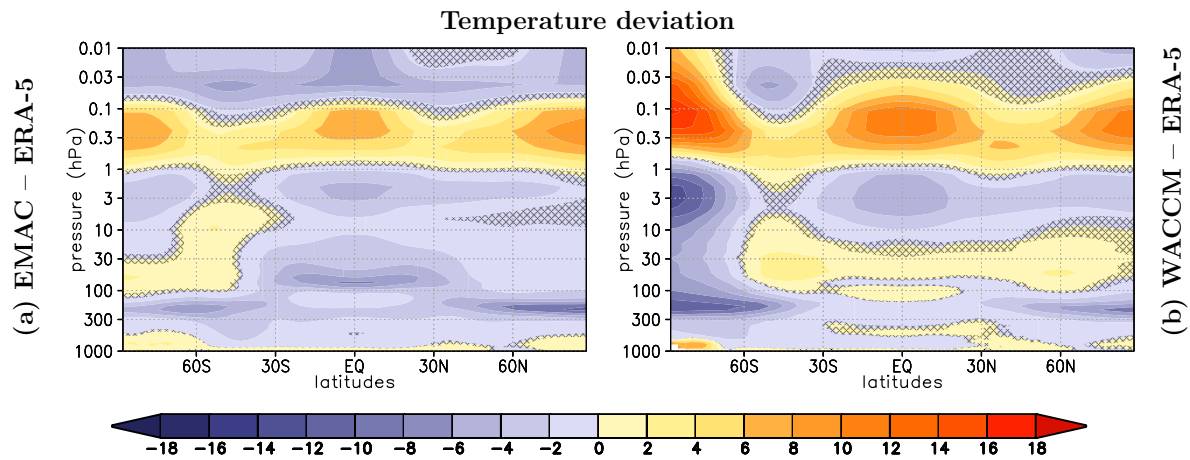 Temperature deviation
(a) EMAC − ERA-5
pressure (hPa)
0.01
0.03
0.1
0.3
1
3
10
30
100
300
1000
60S 30S EQ 30N 60N
latitudes
pressure (hPa)
0.01
0.03
0.1
0.3
1
3
10
30
100
300
1000
60S 30S EQ 30N 60N
latitudes
(b) WACCM − ERA-5
−18 −16 −14 −12 −10 −8 −6 −4 −2 0 2 4 6 8 10 12 14 16 18